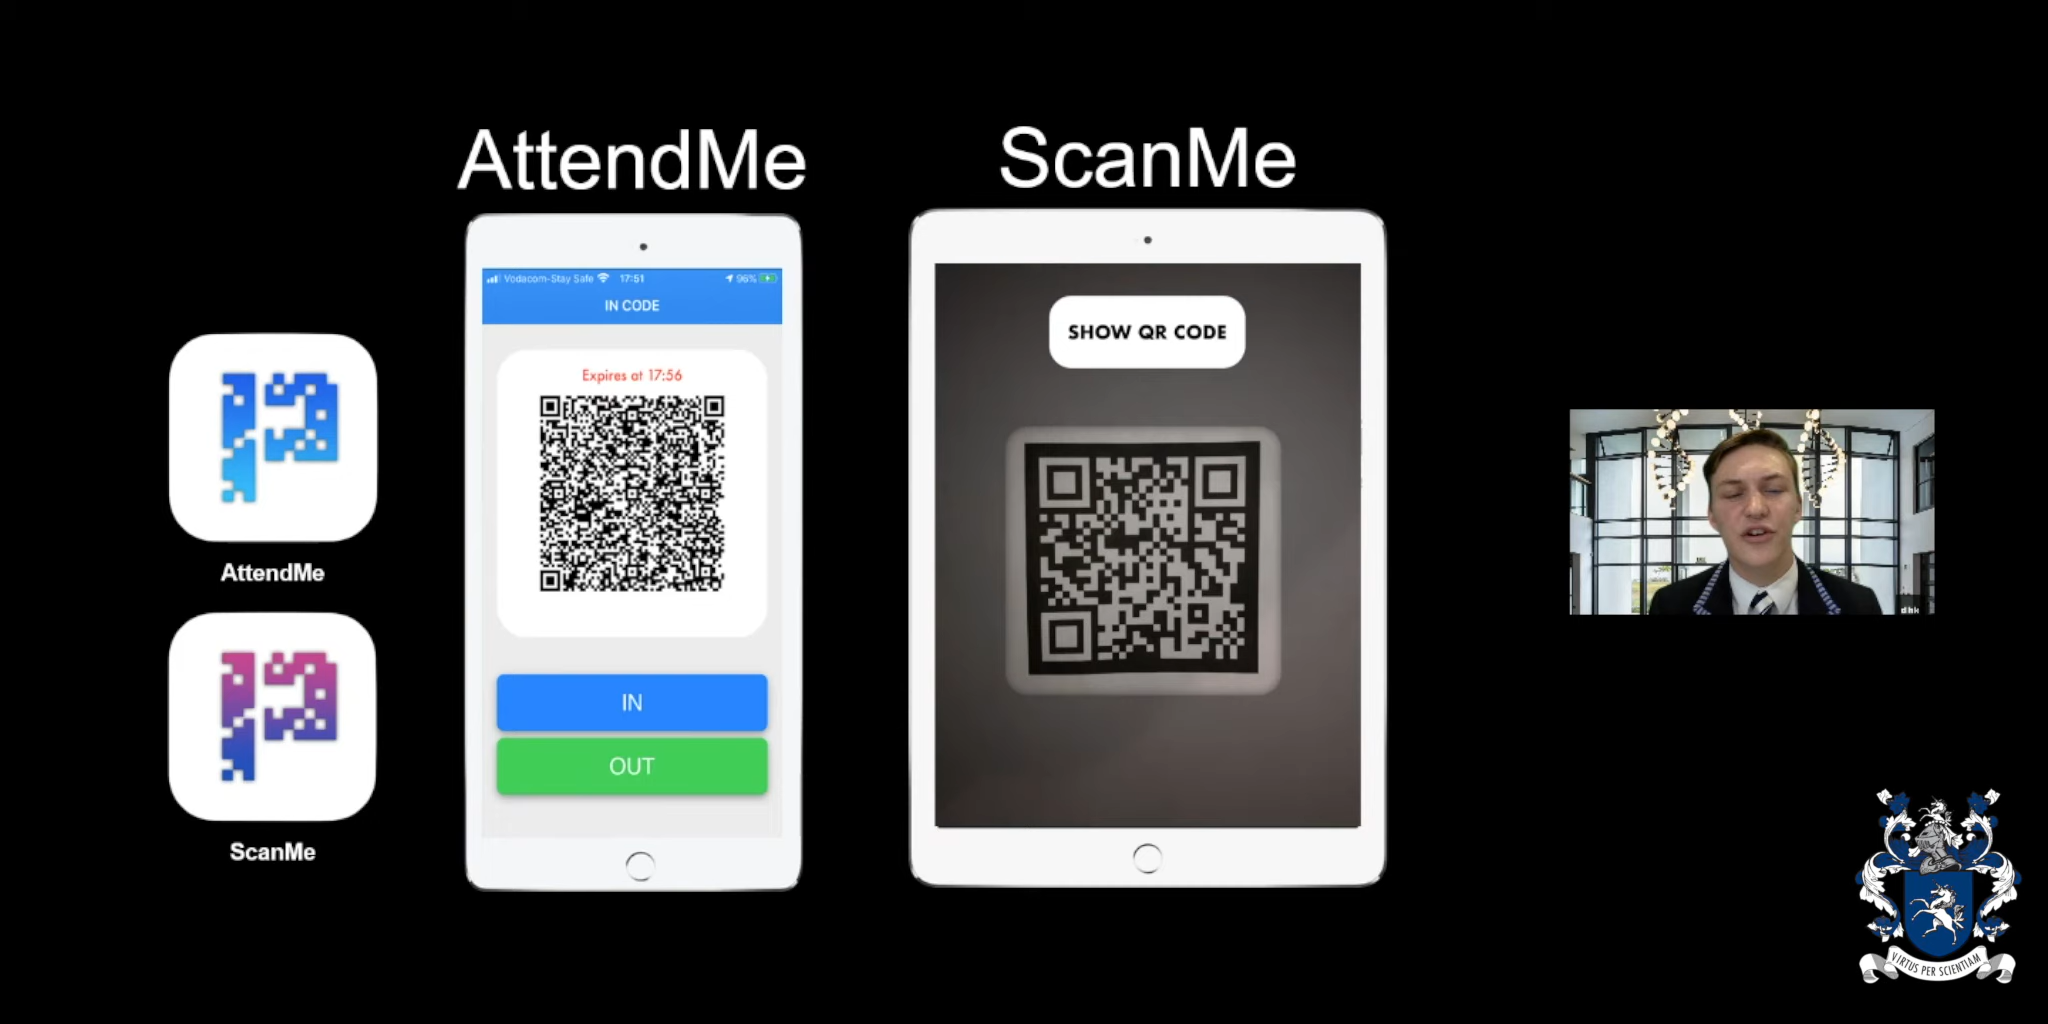 AttendMe
ScanMe
Vodacom-Stay Safe
17:51
96%
IN CODE
Expires at 17:56
IN
OUT
SHOW QR CODE
AttendMe
ScanMe
VIRTUS PER SCIENTIAM